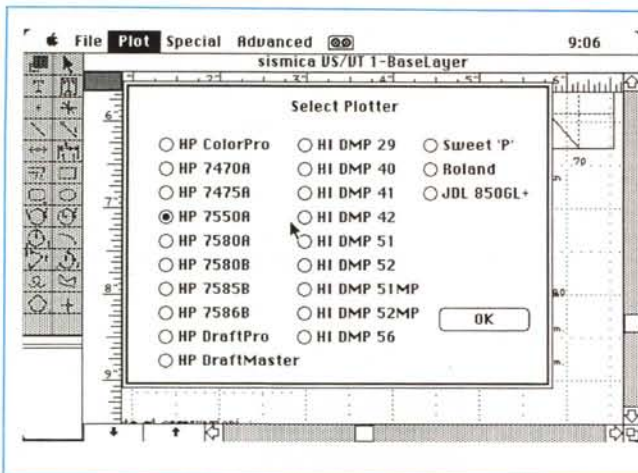 File Plot Special Advanced 9:06
sismica VS/VT 1-BaseLayer
Select Plotter
HP ColorPro
HP 7470A
HP 7475A
HP 7550A
HP 7580A
HP 7580B
HP 7585B
HP 7586B
HP DraftPro
HP DraftMaster
HI DMP 29
HI DMP 40
HI DMP 41
HI DMP 42
HI DMP 51
HI DMP 52
HI DMP 51MP
HI DMP 52MP
HI DMP 56
Sweet 'P'
Roland
JDL 850GL+
OK
70